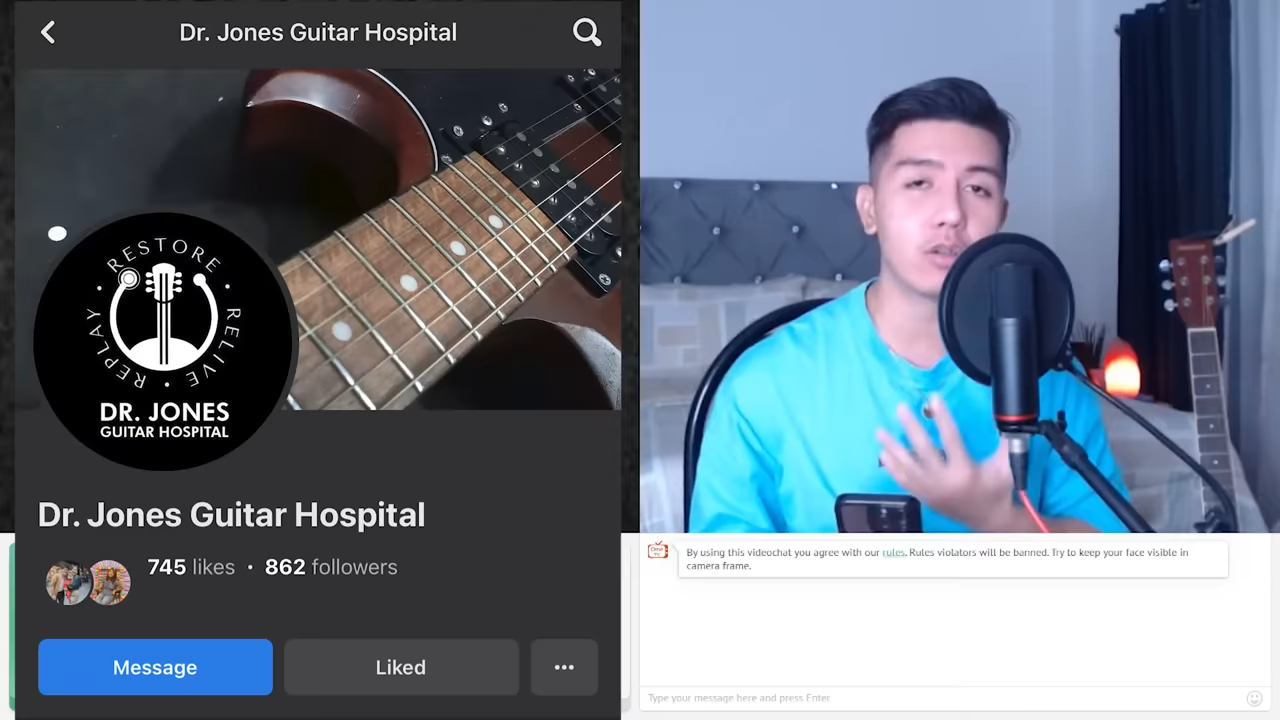 Dr. Jones Guitar Hospital
RESTORE • RELIVE • REPLAY •
DR. JONES
GUITAR HOSPITAL
Dr. Jones Guitar Hospital
745 likes · 862 followers
Message
Liked
By using this videochat you agree with our rules. Rules violators will be banned. Try to keep your face visible in
camera frame.
Type your message here and press Enter